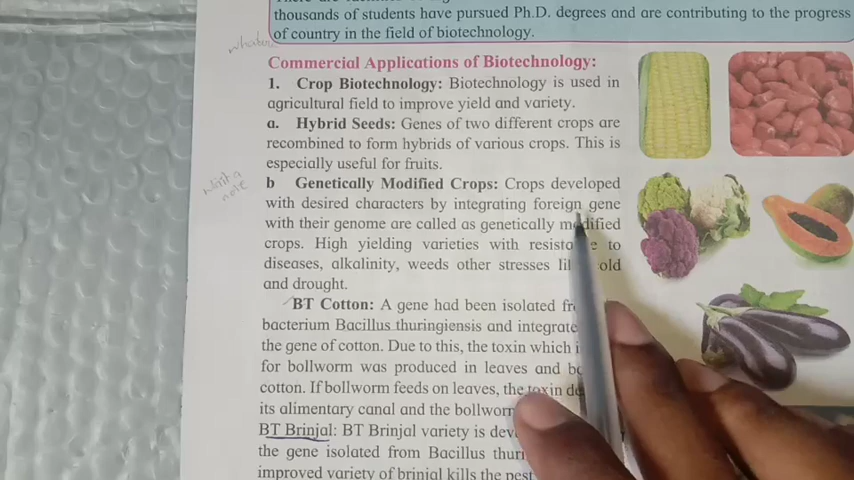 thousands of students have pursued Ph.D. degrees and are contributing to the progress
of country in the field of biotechnology.
Commercial Applications of Biotechnology:
1. Crop Biotechnology: Biotechnology is used in
agricultural field to improve yield and variety.
a. Hybrid Seeds: Genes of two different crops are
recombined to form hybrids of various crops. This is
especially useful for fruits.
write a
note
b Genetically Modified Crops: Crops developed
with desired characters by integrating foreign gene
with their genome are called as genetically modified
crops. High yielding varieties with to
diseases, alkalinity, weeds other stresses
and drought.
BT Cotton: A gene had been isolated
bacterium Bacillus thuringiensis and
the gene of cotton. Due to this, the toxin which
for bollworm was produced in leaves and
cotton. If bollworm feeds on leaves, the toxin
its alimentary canal and the
BT Brinjal: BT Brinjal variety is
the gene isolated from Bacillus
improved variety of brinjal kills the pest